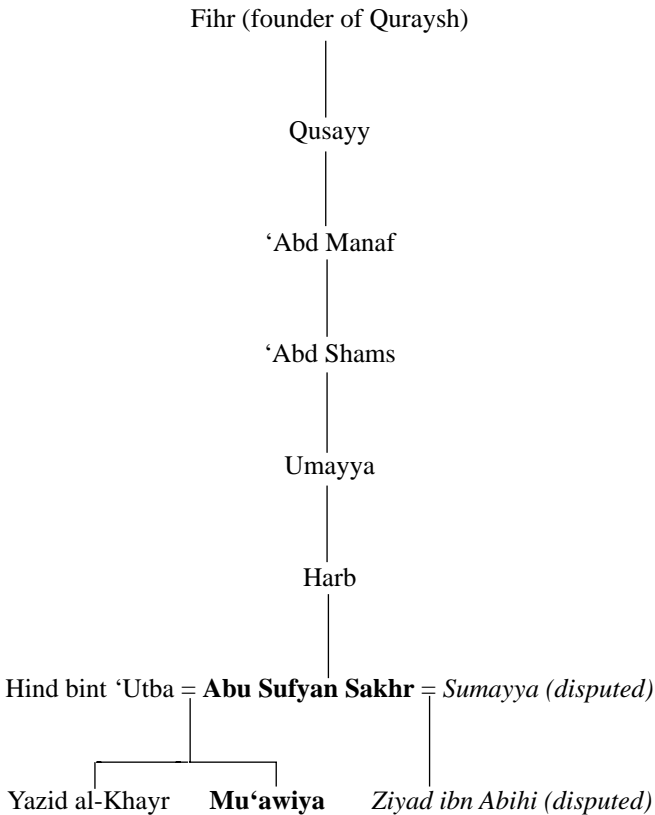 Fihr (founder of Quraysh)
Qusayy
‘Abd Manaf
‘Abd Shams
Umayya
Harb
Hind bint ‘Utba = Abu Sufyan Sakhr = Sumayya (disputed)
Yazid al-Khayr Mu‘awiya Ziyad ibn Abihi (disputed)